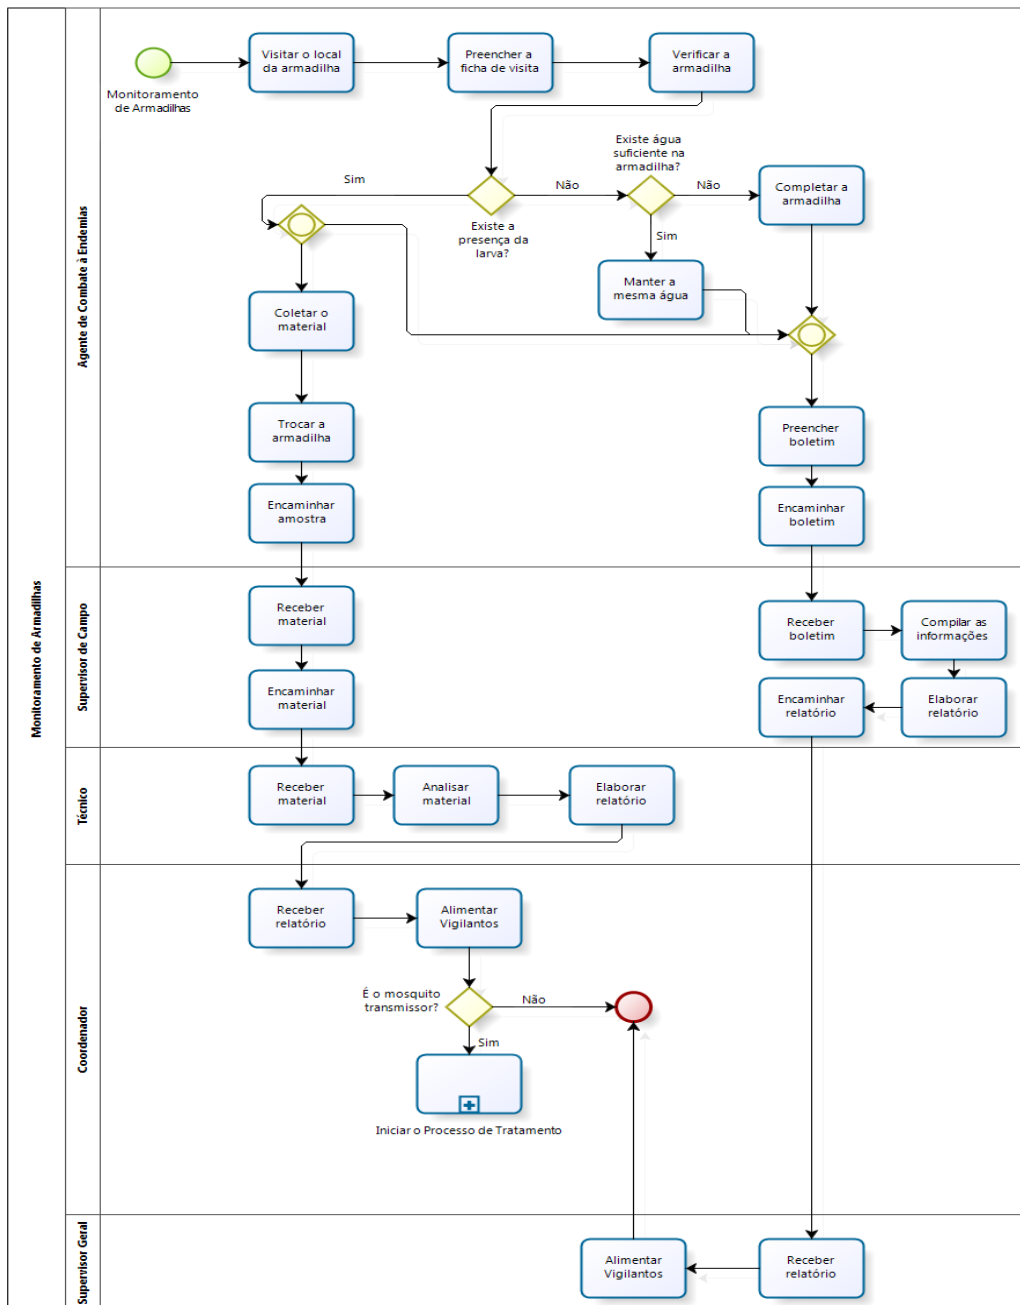 Monitoramento de Armadilhas
Agente de Combate à Endemias
Monitoramento
de Armadilhas
Visitar o local
da armadilha
Preencher a
ficha de visita
Verificar a
armadilha
Existe a
presença da
larva?
Sim
Não
Existe água
suficiente na
armadilha?
Não
Sim
Completar a
armadilha
Manter a
mesma água
Coletar o
material
Trocar a
armadilha
Encaminhar
amostra
Preencher
boletim
Encaminhar
boletim
Supervisor de Campo
Receber
material
Encaminhar
material
Receber
boletim
Compilar as
informações
Encaminhar
relatório
Elaborar
relatório
Técnico
Receber
material
Analisar
material
Elaborar
relatório
Coordenador
Receber
relatório
Alimentar
Vigilantos
É o mosquito
transmissor?
Não
Sim
Iniciar o Processo de Tratamento
Supervisor Geral
Alimentar
Vigilantos
Receber
relatório